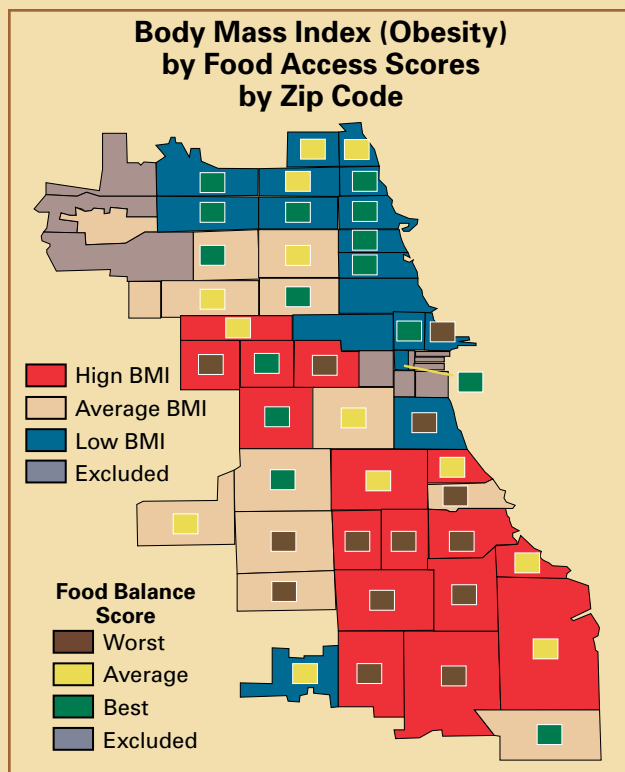 Body Mass Index (Obesity)
by Food Access Scores
by Zip Code
Hign BMI
Average BMI
Low BMI
Excluded
Food Balance
Score
Worst
Average
Best
Excluded